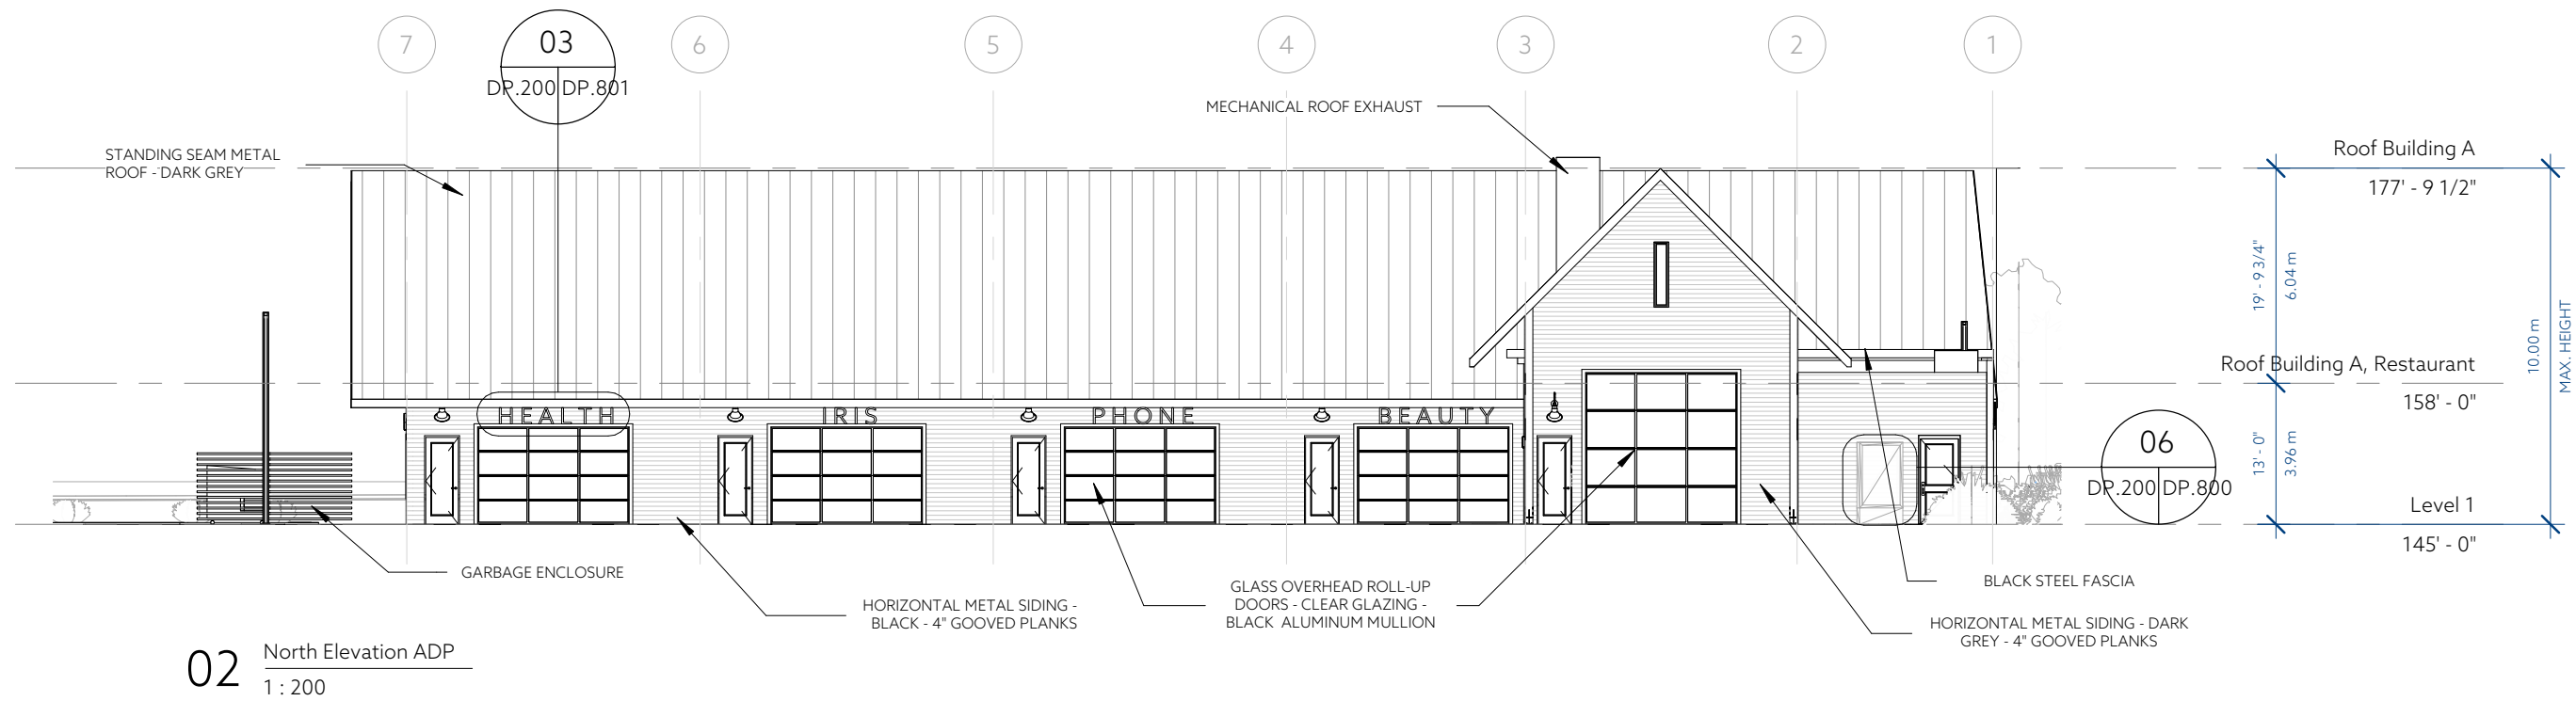 7
6
5
4
3
2
1
03
DP.200 DP.801
MECHANICAL ROOF EXHAUST
STANDING SEAM METAL
ROOF - DARK GREY
Roof Building A
177' - 9 1/2"
19' - 9 3/4"
6.04 m
10.00 m
MAX. HEIGHT
Roof Building A, Restaurant
158' - 0"
HEALTH
IRIS
PHONE
BEAUTY
06
DP.200 DP.800
13' - 0"
3.96 m
Level 1
145' - 0"
GARBAGE ENCLOSURE
HORIZONTAL METAL SIDING -
BLACK - 4" GOOVED PLANKS
GLASS OVERHEAD ROLL-UP
DOORS - CLEAR GLAZING -
BLACK ALUMINUM MULLION
BLACK STEEL FASCIA
HORIZONTAL METAL SIDING - DARK
GREY - 4" GOOVED PLANKS
02
North Elevation ADP
1 : 200